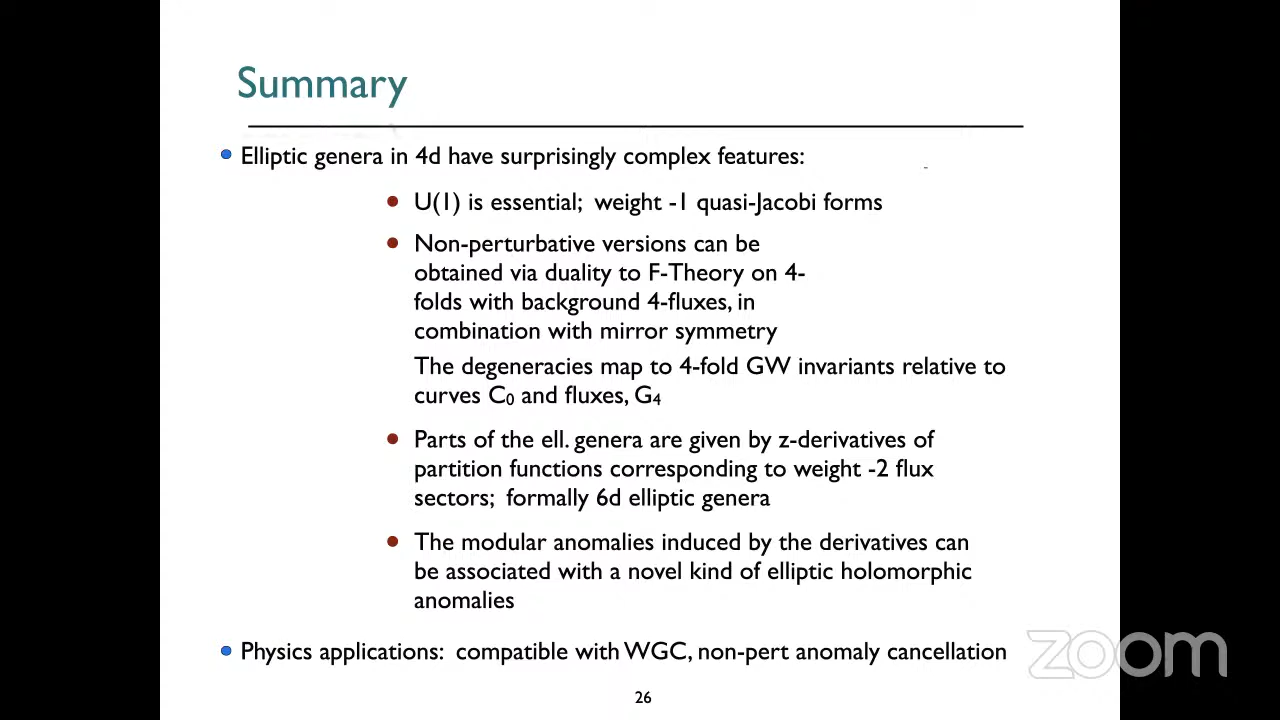 Summary
Elliptic genera in 4d have surprisingly complex features:
U(1) is essential; weight -1 quasi-Jacobi forms
Non-perturbative versions can be
obtained via duality to F-Theory on 4-
folds with background 4-fluxes, in
combination with mirror symmetry
The degeneracies map to 4-fold GW invariants relative to
curves C₀ and fluxes, G₄
Parts of the ell. genera are given by z-derivatives of
partition functions corresponding to weight -2 flux
sectors; formally 6d elliptic genera
The modular anomalies induced by the derivatives can
be associated with a novel kind of elliptic holomorphic
anomalies
Physics applications: compatible with WGC, non-pert anomaly cancellation
zoom
26